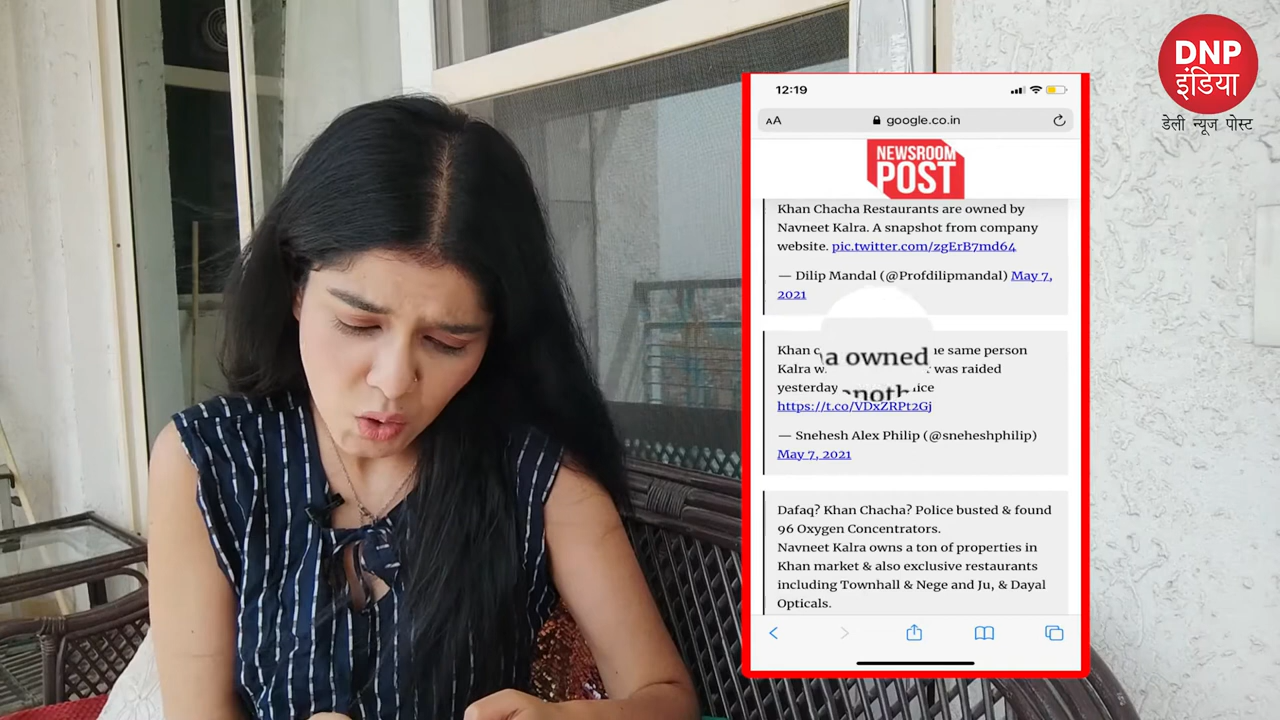 DNP
इंडिया
डेली न्यूज पोस्ट
12:19
AA
google.co.in
NEWSROOM
POST
Khan Chacha Restaurants are owned by
Navneet Kalra. A snapshot from company
website. pic.twitter.com/zgErB7md64
— Dilip Mandal (@Profdilipmandal) May 7,
2021
Khan a owned same person
Kalra was raided
yesterday
https://t.co/VDxZRPt2Gj
— Snehesh Alex Philip (@sneheshphilip)
May 7, 2021
Dafaq? Khan Chacha? Police busted & found
96 Oxygen Concentrators.
Navneet Kalra owns a ton of properties in
Khan market & also exclusive restaurants
including Townhall & Nege and Ju, & Dayal
Opticals.